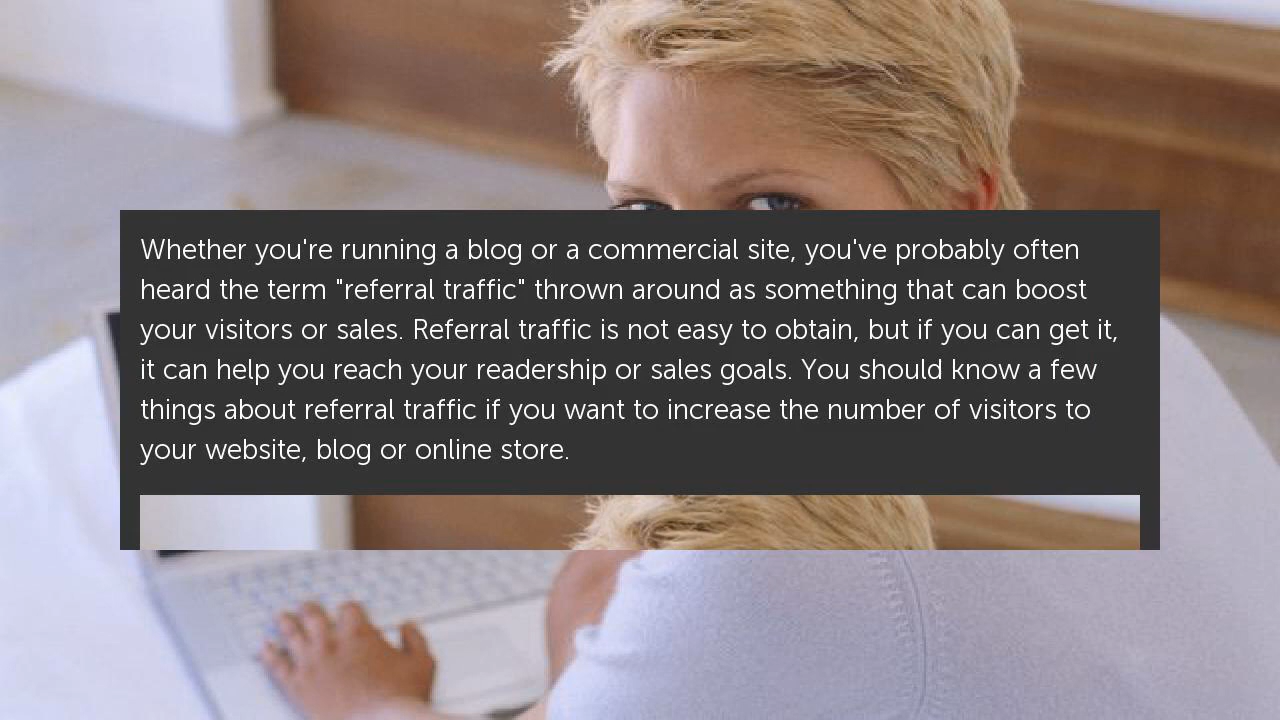 Whether you're running a blog or a commercial site, you've probably often
heard the term "referral traffic" thrown around as something that can boost
your visitors or sales. Referral traffic is not easy to obtain, but if you can get it,
it can help you reach your readership or sales goals. You should know a few
things about referral traffic if you want to increase the number of visitors to
your website, blog or online store.